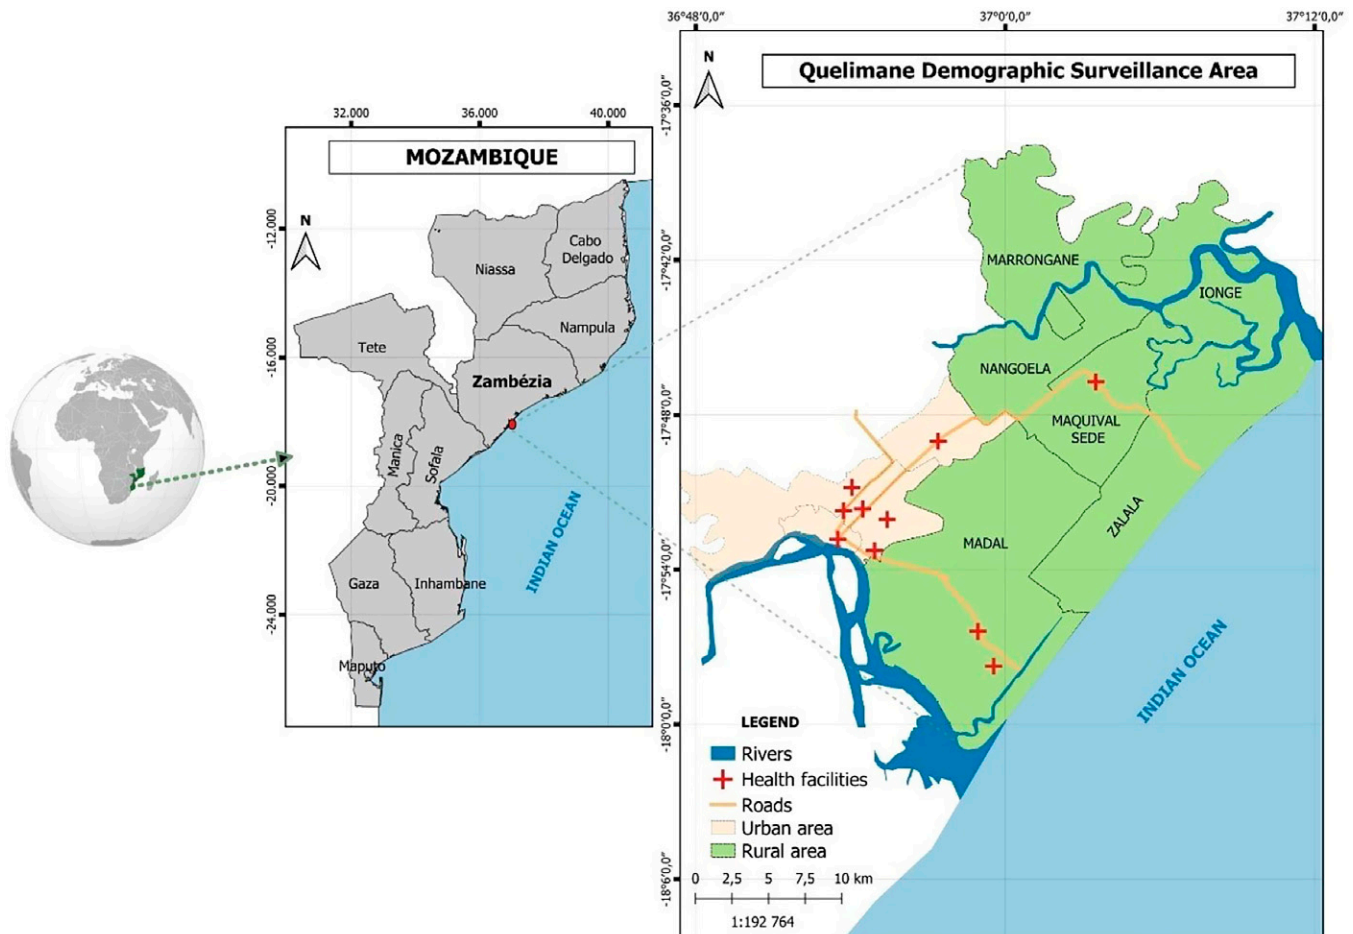 MOZAMBIQUE
32.000
36.000
40.000
-12.000
-16.000
-20.000
-24.000
N
Cabo
Delgado
Niassa
Nampula
Tete
Zambézia
Manica
Sofala
Gaza
Inhambane
Maputo
INDIAN OCEAN
36°48'0,0"
37°0'0,0"
37°12'0,0"
Quelimane Demographic Surveillance Area
N
-17°36'0,0"
-17°42'0,0"
-17°48'0,0"
-17°54'0,0"
-18°0'0,0"
-18°6'0,0"
MARRONGANE
IONGE
NANGOELA
MAQUIVAL
SEDE
ZALALA
MADAL
INDIAN OCEAN
LEGEND
Rivers
Health facilities
Roads
Urban area
Rural area
0 2,5 5 7,5 10 km
1:192 764